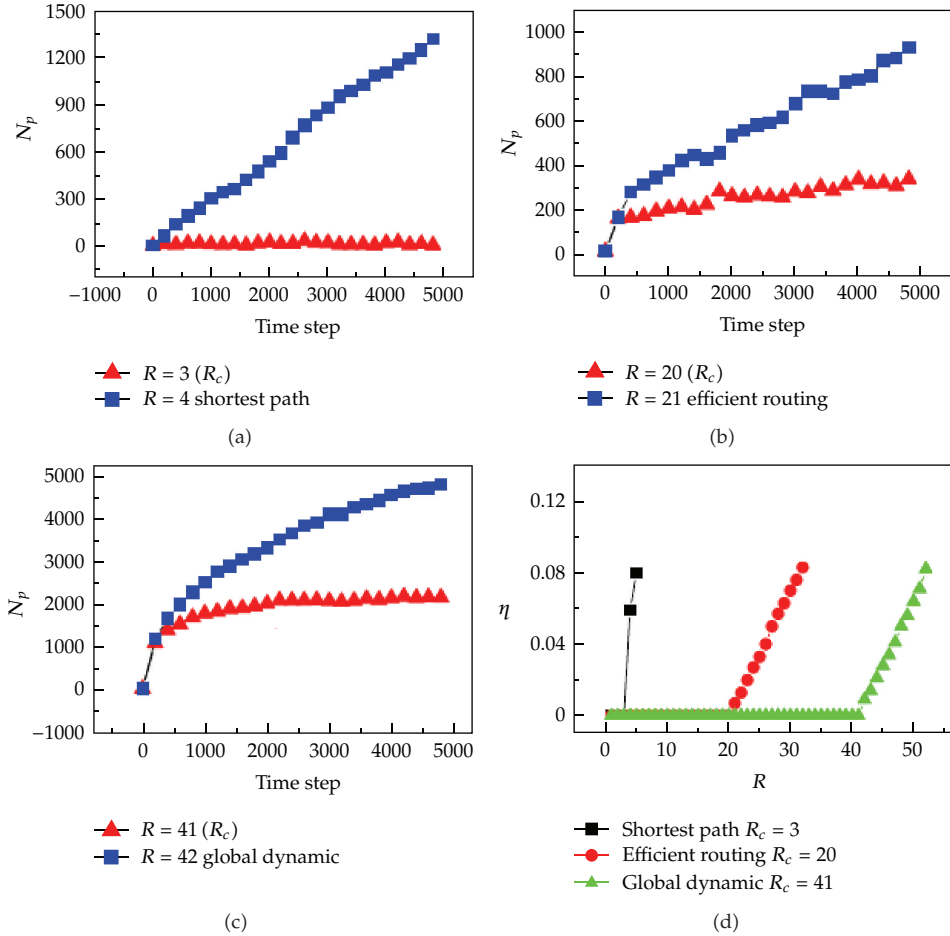 1500
1200
900
600
300
0
N_p
−1000
0
1000
2000
3000
4000
5000
Time step
R = 3 (R_c)
R = 4 shortest path
(a)
1000
800
600
400
200
0
N_p
0
1000
2000
3000
4000
5000
Time step
R = 20 (R_c)
R = 21 efficient routing
(b)
5000
4000
3000
2000
1000
0
−1000
N_p
0
1000
2000
3000
4000
5000
Time step
R = 41 (R_c)
R = 42 global dynamic
(c)
0.12
0.08
0.04
0
η
0
10
20
30
40
50
R
Shortest path R_c = 3
Efficient routing R_c = 20
Global dynamic R_c = 41
(d)